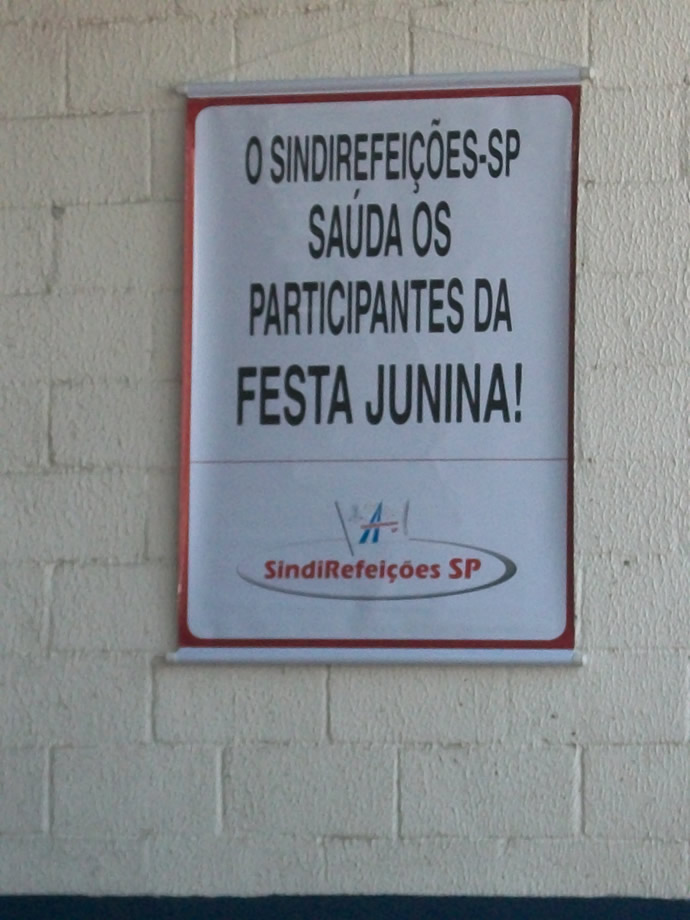 O SINDIREFEIÇÕES-SP
SAÚDA OS
PARTICIPANTES DA
FESTA JUNINA!
SindiRefeições SP